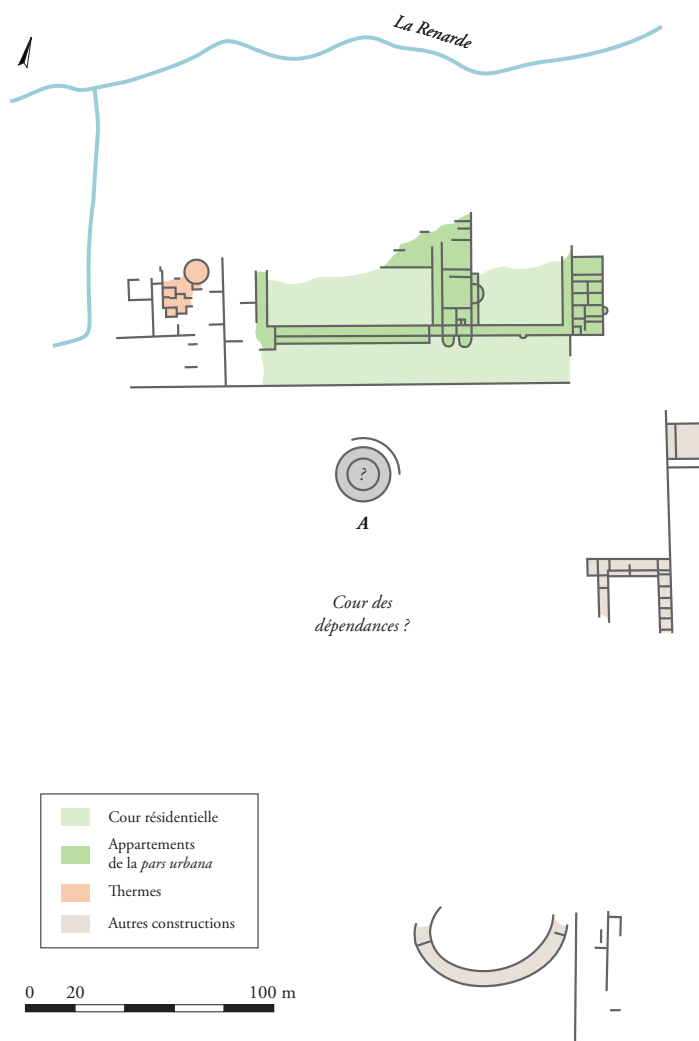 La Renarde
?
A
Cour des
dépendances ?
Cour résidentielle
Appartements
de la pars urbana
Thermes
Autres constructions
0 20 100 m